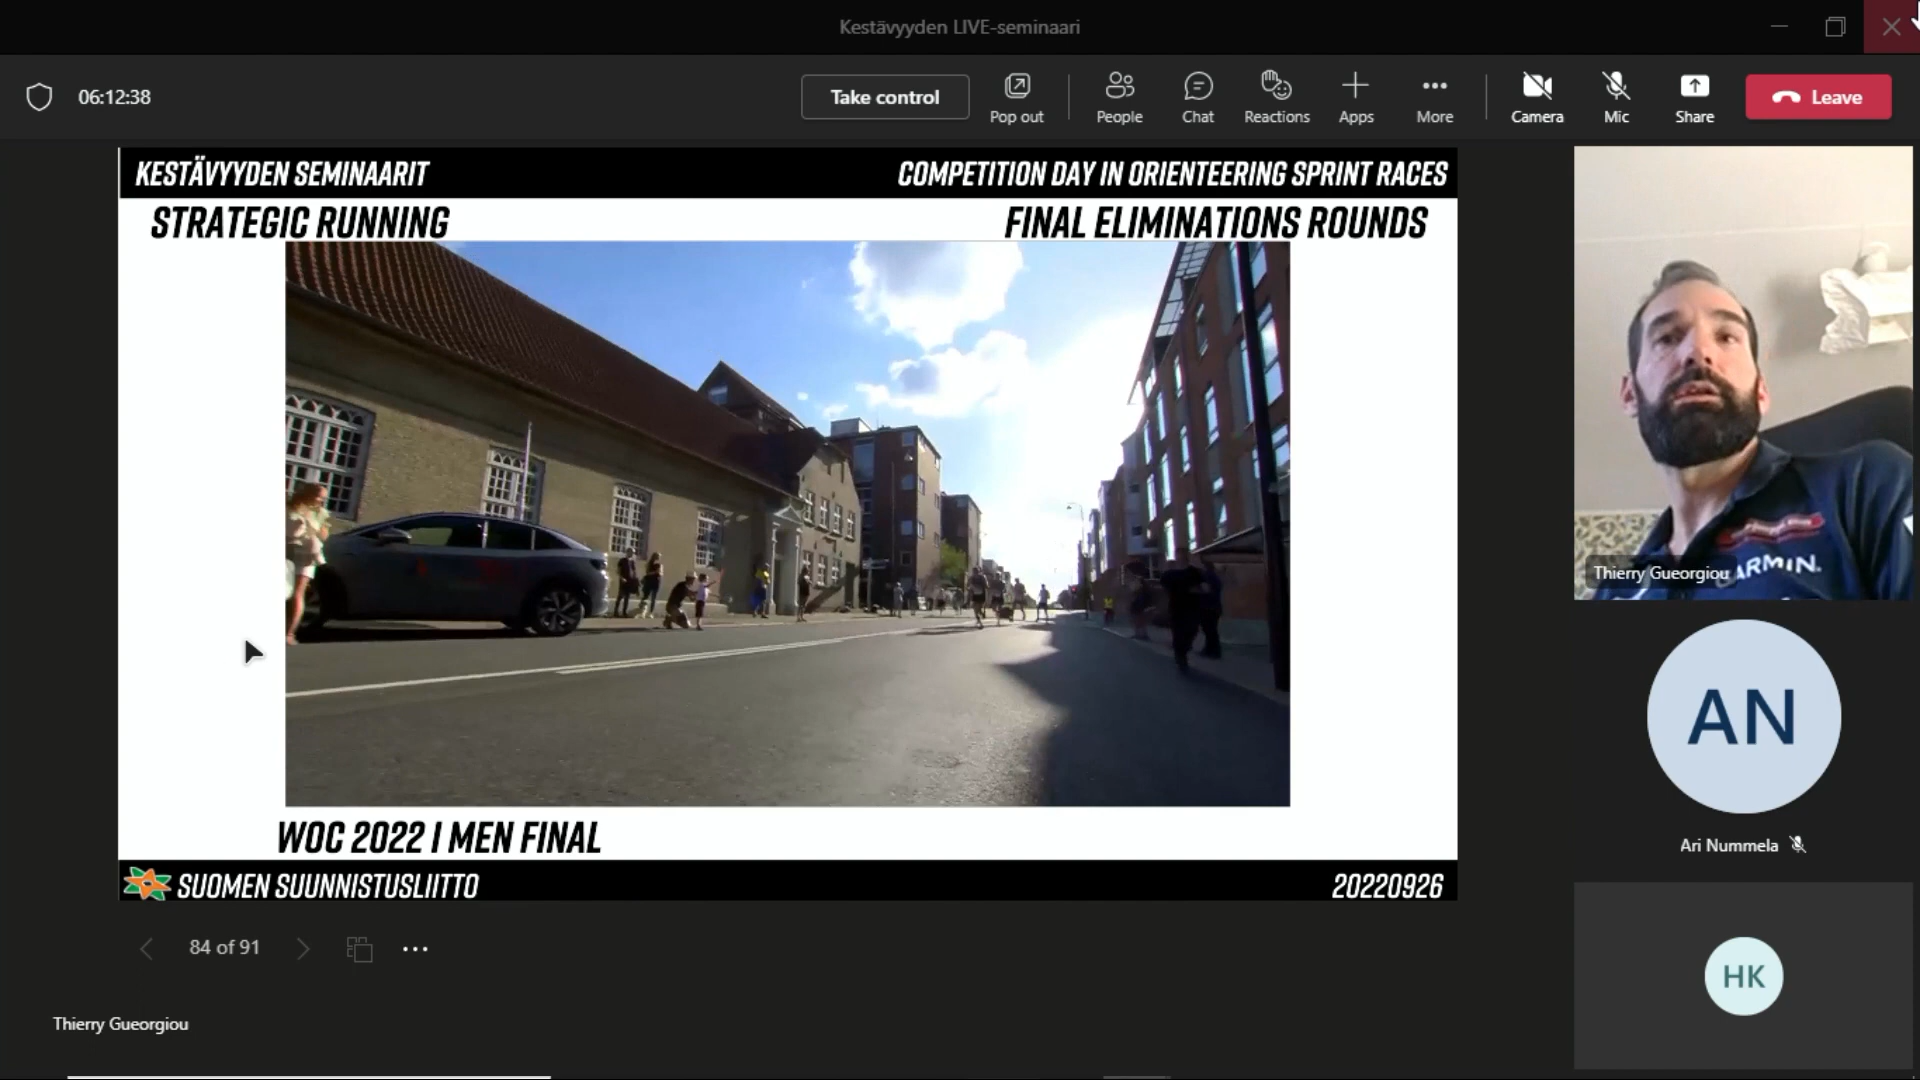 Kestävyyden LIVE-seminaari
06:12:38
Take control
Pop out
People
Chat
Reactions
Apps
More
Camera
Mic
Share
Leave
KESTÄVYYDEN SEMINAARIT
COMPETITION DAY IN ORIENTEERING SPRINT RACES
STRATEGIC RUNNING
FINAL ELIMINATIONS ROUNDS
WOC 2022 I MEN FINAL
SUOMEN SUUNNISTUSLIITTO
20220926
84 of 91
Thierry Gueorgiou
Thierry Gueorgiou
AN
Ari Nummela
HK